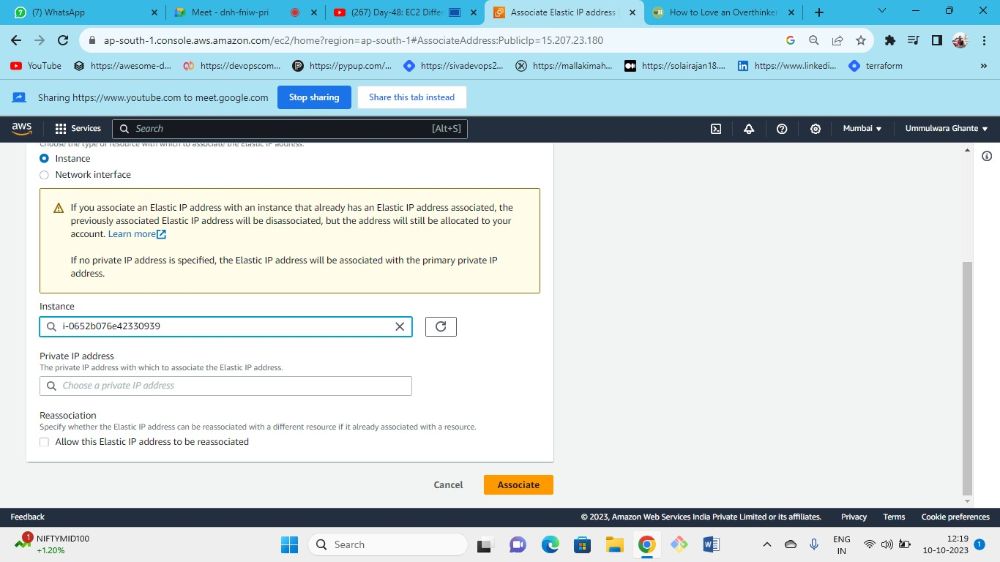 (7) WhatsApp
Meet - dnh-fniw-pri
(267) Day-48: EC2 Differ
Associate Elastic IP address
How to Love an Overthinker
ap-south-1.console.aws.amazon.com/ec2/home?region=ap-south-1#AssociateAddress:PublicIp=15.207.23.180
YouTube
https://awesome-d...
https://devopscom...
https://pypup.com/...
https://sivadevops2...
https://mallakimah...
https://solairajan18....
https://www.linkedi...
terraform
Sharing https://www.youtube.com to meet.google.com
Stop sharing
Share this tab instead
aws
Services
Search
[Alt+S]
Mumbai
Ummulwara Ghante
Choose the type of resource with which to associate the Elastic IP address.
Instance
Network interface
If you associate an Elastic IP address with an instance that already has an Elastic IP address associated, the
previously associated Elastic IP address will be disassociated, but the address will still be allocated to your
account. Learn more
If no private IP address is specified, the Elastic IP address will be associated with the primary private IP
address.
Instance
i-0652b076e42330939
Private IP address
The private IP address with which to associate the Elastic IP address.
Choose a private IP address
Reassociation
Specify whether the Elastic IP address can be reassociated with a different resource if it already associated with a resource.
Allow this Elastic IP address to be reassociated
Cancel
Associate
Feedback
© 2023, Amazon Web Services India Private Limited or its affiliates.
Privacy
Terms
Cookie preferences
1
NIFTYMID100
+1.20%
Search
ENG
IN
12:19
10-10-2023
1